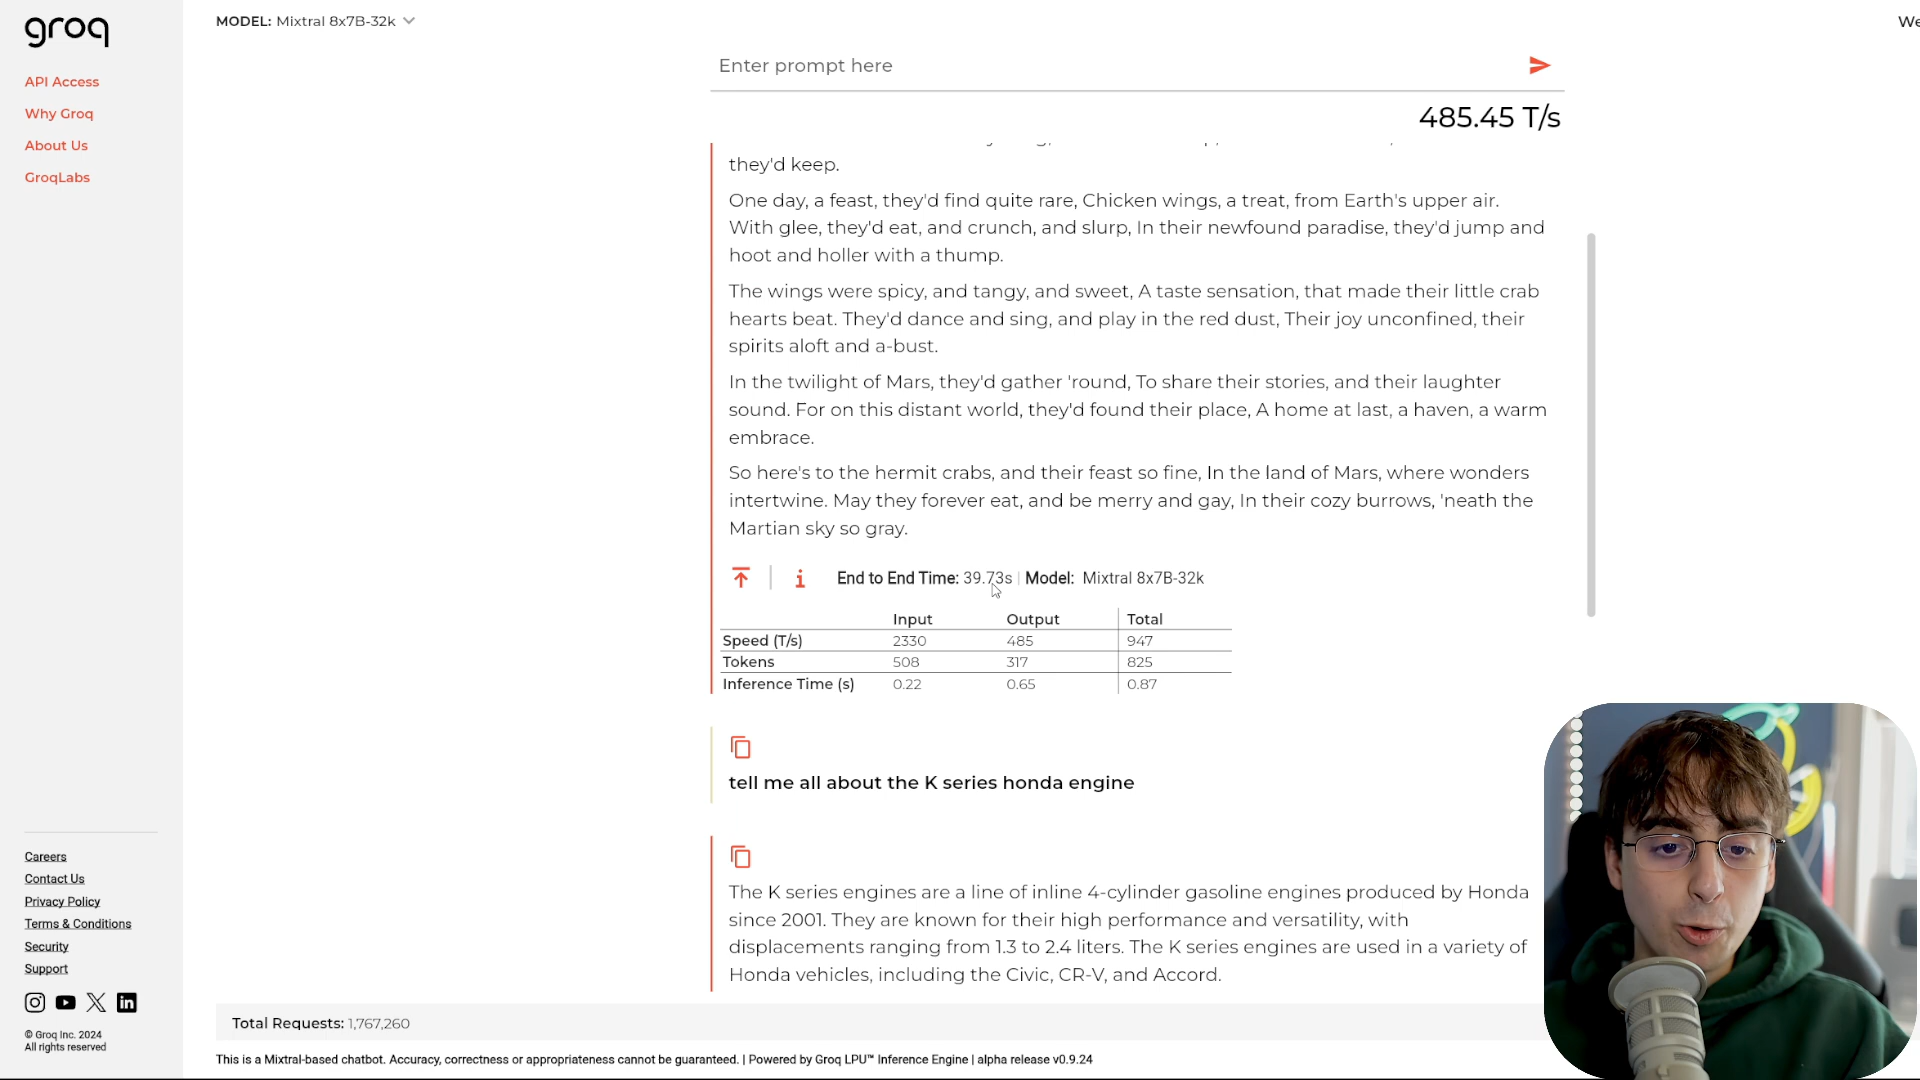 groq
MODEL: Mixtral 8x7B-32k
We
API Access
Why Groq
About Us
GroqLabs
Enter prompt here
485.45 T/s
they'd keep.
One day, a feast, they'd find quite rare, Chicken wings, a treat, from Earth's upper air.
With glee, they'd eat, and crunch, and slurp, In their newfound paradise, they'd jump and
hoot and holler with a thump.
The wings were spicy, and tangy, and sweet, A taste sensation, that made their little crab
hearts beat. They'd dance and sing, and play in the red dust, Their joy unconfined, their
spirits aloft and a-bust.
In the twilight of Mars, they'd gather 'round, To share their stories, and their laughter
sound. For on this distant world, they'd found their place, A home at last, a haven, a warm
embrace.
So here's to the hermit crabs, and their feast so fine, In the land of Mars, where wonders
intertwine. May they forever eat, and be merry and gay, In their cozy burrows, 'neath the
Martian sky so gray.
End to End Time: 39.73s | Model: Mixtral 8x7B-32k
Input Output Total
Speed (T/s) 2330 485 947
Tokens 508 317 825
Inference Time (s) 0.22 0.65 0.87
tell me all about the K series honda engine
The K series engines are a line of inline 4-cylinder gasoline engines produced by Honda
since 2001. They are known for their high performance and versatility, with
displacements ranging from 1.3 to 2.4 liters. The K series engines are used in a variety of
Honda vehicles, including the Civic, CR-V, and Accord.
Careers
Contact Us
Privacy Policy
Terms & Conditions
Security
Support
© Groq Inc. 2024
All rights reserved
Total Requests: 1,767,260
This is a Mixtral-based chatbot. Accuracy, correctness or appropriateness cannot be guaranteed. | Powered by Groq LPU™ Inference Engine | alpha release v0.9.24